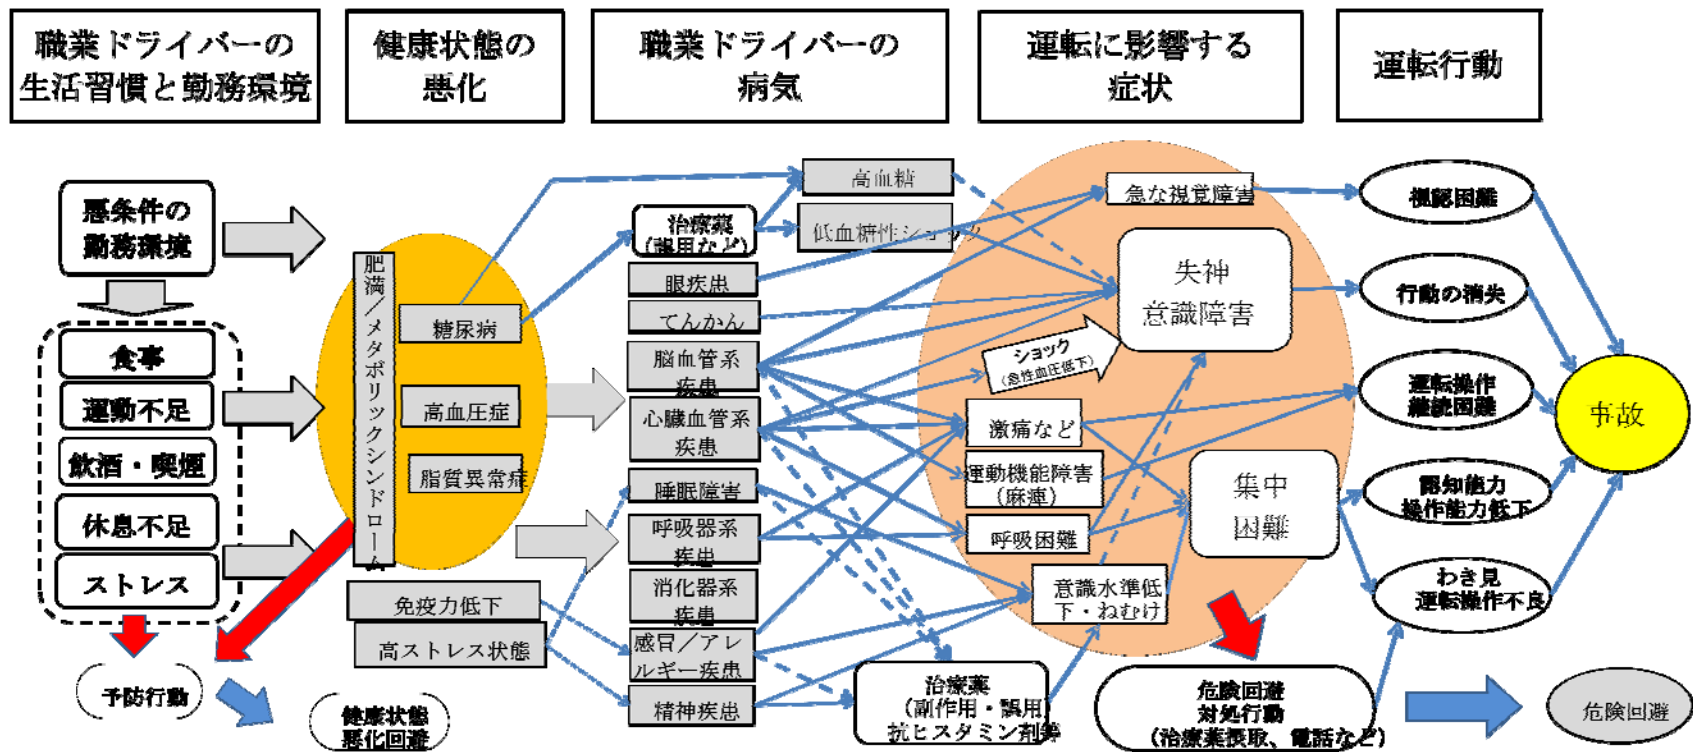 職業ドライバーの
生活習慣と勤務環境
健康状態の
悪化
職業ドライバーの
病気
運転に影響する
症状
運転行動
悪条件の
勤務環境
食事
運動不足
飲酒・喫煙
休息不足
ストレス
予防行動
健康状態
悪化回避
肥満／メタボリックシンドローム
糖尿病
高血圧症
脂質異常症
免疫力低下
高ストレス状態
高血糖
治療薬
(誤用など)
低血糖性ショック
眼疾患
てんかん
脳血管系
疾患
心臓血管系
疾患
睡眠障害
呼吸器系
疾患
消化器系
疾患
感冒／アレ
ルギー疾患
精神疾患
治療薬
（副作用・誤用）
抗ヒスタミン剤等
急な視覚障害
失神
意識障害
ショック
（急性血圧低下）
激痛など
運動機能障害
（麻痺）
呼吸困難
集中
困難
意識水準低
下・ねむけ
危険回避
対処行動
（治療薬摂取、電話など）
視認困難
行動の消失
運転操作
継続困難
認知能力
操作能力低下
わき見
運転操作不良
事故
危険回避